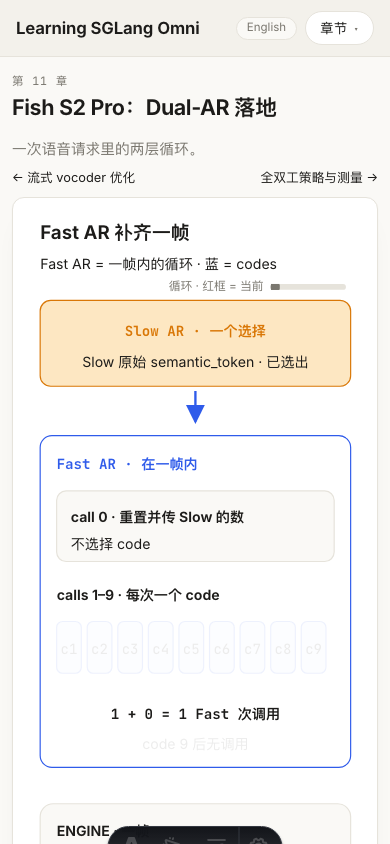 Learning SGLang Omni
English
章节
第 11 章
Fish S2 Pro：Dual-AR 落地
一次语音请求里的两层循环。
← 流式 vocoder 优化
全双工策略与测量 →
Fast AR 补齐一帧
Fast AR = 一帧内的循环 · 蓝 = codes
循环 · 红框 = 当前
Slow AR · 一个选择
Slow 原始 semantic_token · 已选出
Fast AR · 在一帧内
call 0 · 重置并传 Slow 的数
不选择 code
calls 1–9 · 每次一个 code
c1 c2 c3 c4 c5 c6 c7 c8 c9
1 + 0 = 1 Fast 次调用
code 9 后无调用
ENGINE